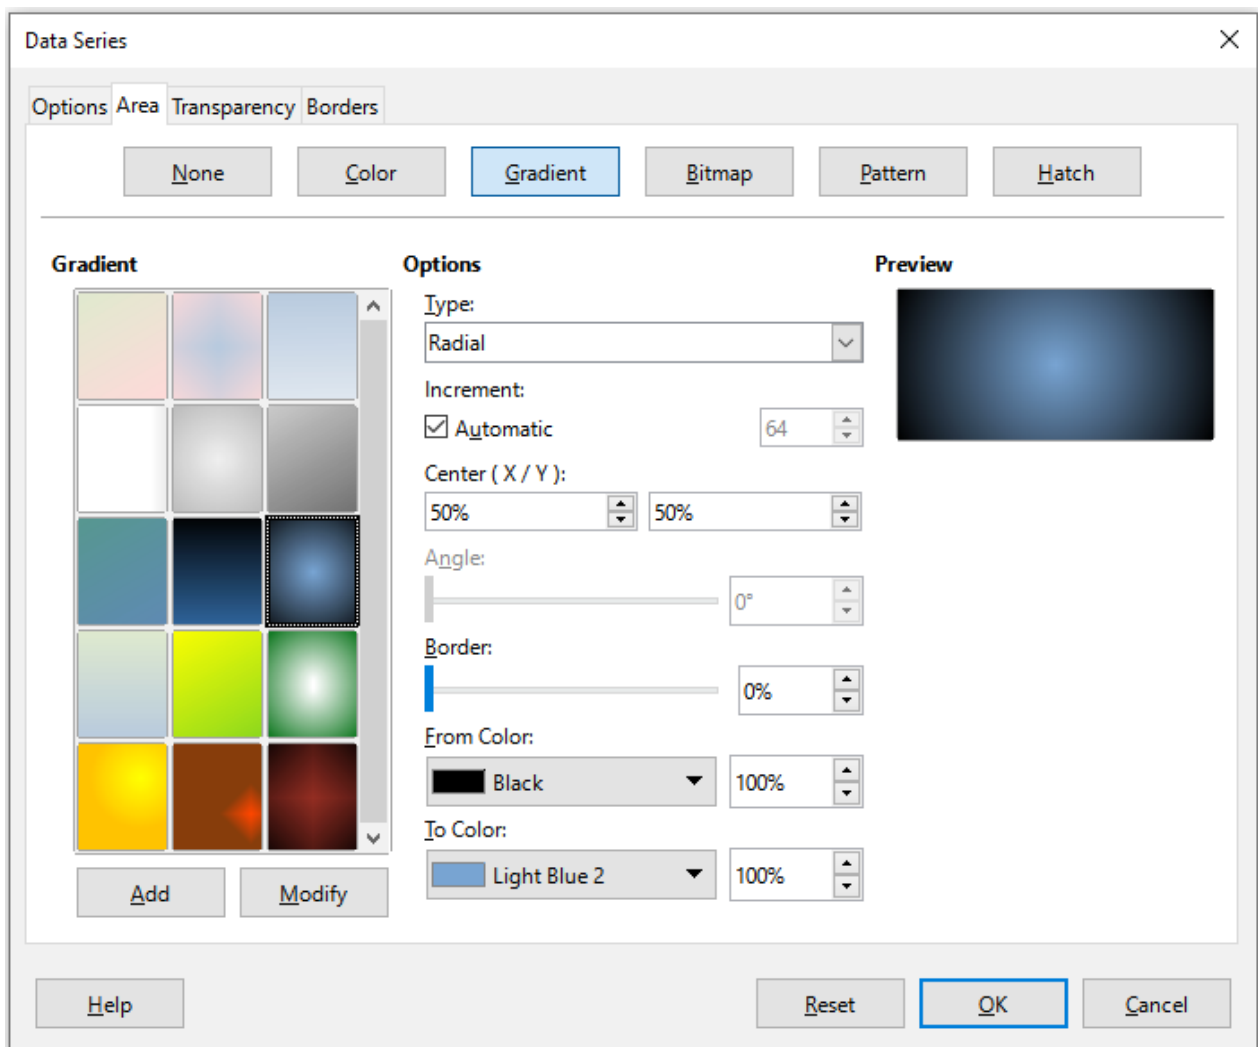 Data Series
Options Area Transparency Borders
None Color Gradient Bitmap Pattern Hatch
Gradient
Options
Type:
Radial
Increment:
Automatic 64
Center ( X / Y ):
50% 50%
Angle:
0°
Border:
0%
From Color:
Black 100%
To Color:
Light Blue 2 100%
Preview
Add Modify
Help Reset OK Cancel